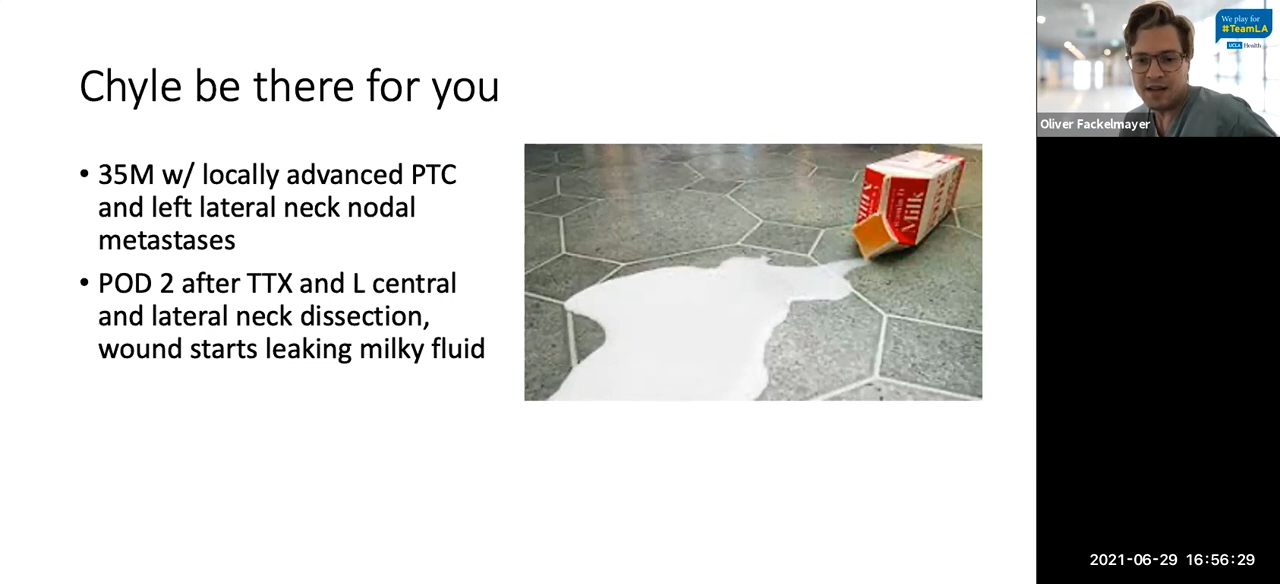 Chyle be there for you
• 35M w/ locally advanced PTC
and left lateral neck nodal
metastases
• POD 2 after TTX and L central
and lateral neck dissection,
wound starts leaking milky fluid
Milk
We play for
#TeamLA
UCLA Health
Oliver Fackelmayer
2021-06-29 16:56:29